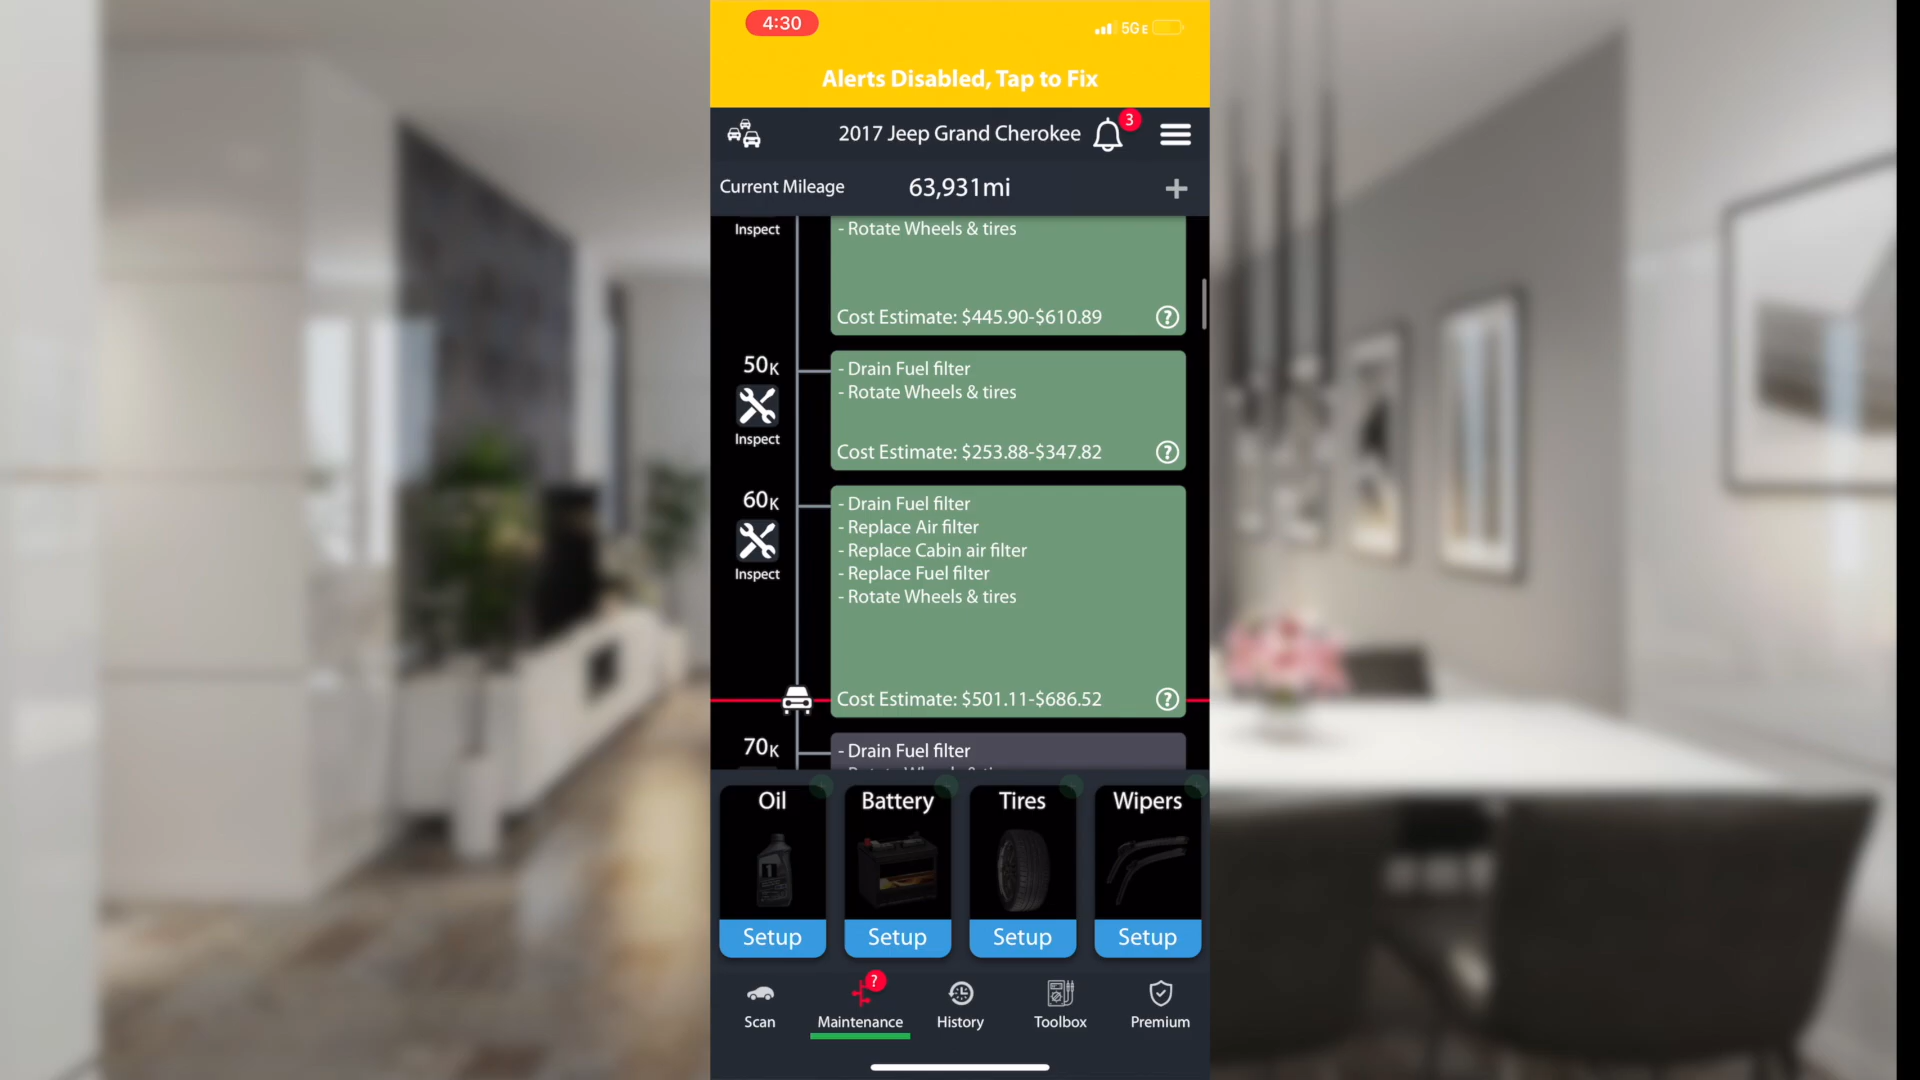 4:30
5GE
Alerts Disabled, Tap to Fix
2017 Jeep Grand Cherokee
3
Current Mileage
63,931mi
+
Inspect
- Rotate Wheels & tires
Cost Estimate: $445.90-$610.89
?
50K
Inspect
- Drain Fuel filter
- Rotate Wheels & tires
Cost Estimate: $253.88-$347.82
?
60K
Inspect
- Drain Fuel filter
- Replace Air filter
- Replace Cabin air filter
- Replace Fuel filter
- Rotate Wheels & tires
Cost Estimate: $501.11-$686.52
?
70K
- Drain Fuel filter
Oil
Battery
Tires
Wipers
Setup
Setup
Setup
Setup
?
Scan
Maintenance
History
Toolbox
Premium